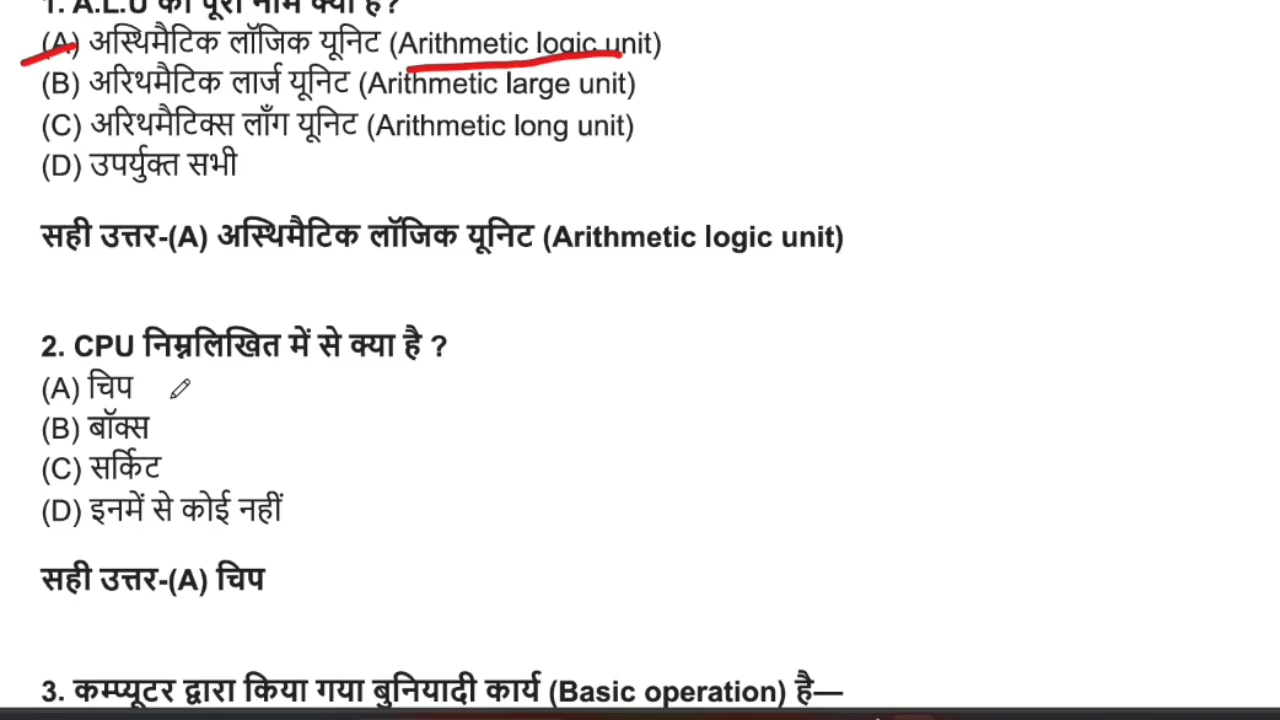 1. A.L.U का पूरा नाम क्या है?
(A) अस्थिमैटिक लॉजिक यूनिट (Arithmetic logic unit)
(B) अरिथमैटिक लार्ज यूनिट (Arithmetic large unit)
(C) अरिथमैटिक्स लॉंग यूनिट (Arithmetic long unit)
(D) उपर्युक्त सभी
सही उत्तर-(A) अस्थिमैटिक लॉजिक यूनिट (Arithmetic logic unit)
2. CPU निम्नलिखित में से क्या है ?
(A) चिप
(B) बॉक्स
(C) सर्किट
(D) इनमें से कोई नहीं
सही उत्तर-(A) चिप
3. कम्प्यूटर द्वारा किया गया बुनियादी कार्य (Basic operation) है—